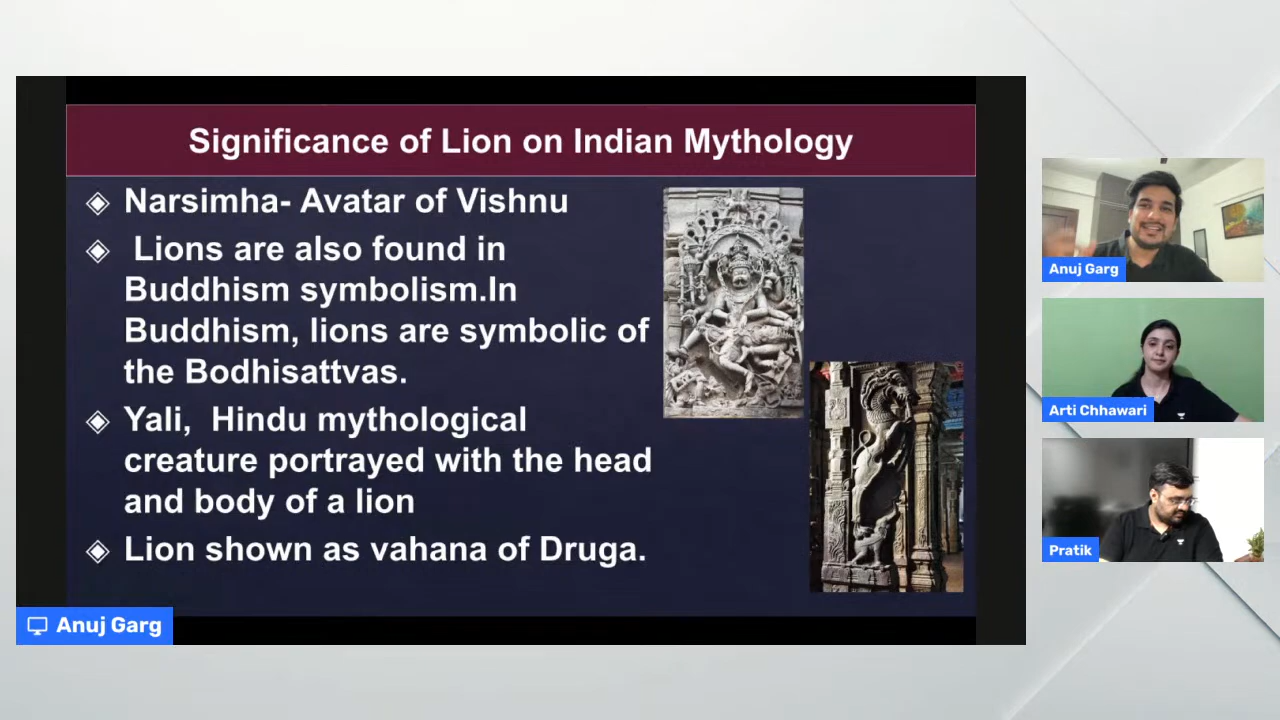 Significance of Lion on Indian Mythology
◈ Narsimha- Avatar of Vishnu
◈ Lions are also found in
Buddhism symbolism.In
Buddhism, lions are symbolic of
the Bodhisattvas.
◈ Yali, Hindu mythological
creature portrayed with the head
and body of a lion
◈ Lion shown as vahana of Druga.
Anuj Garg
Anuj Garg
Arti Chhawari
Pratik